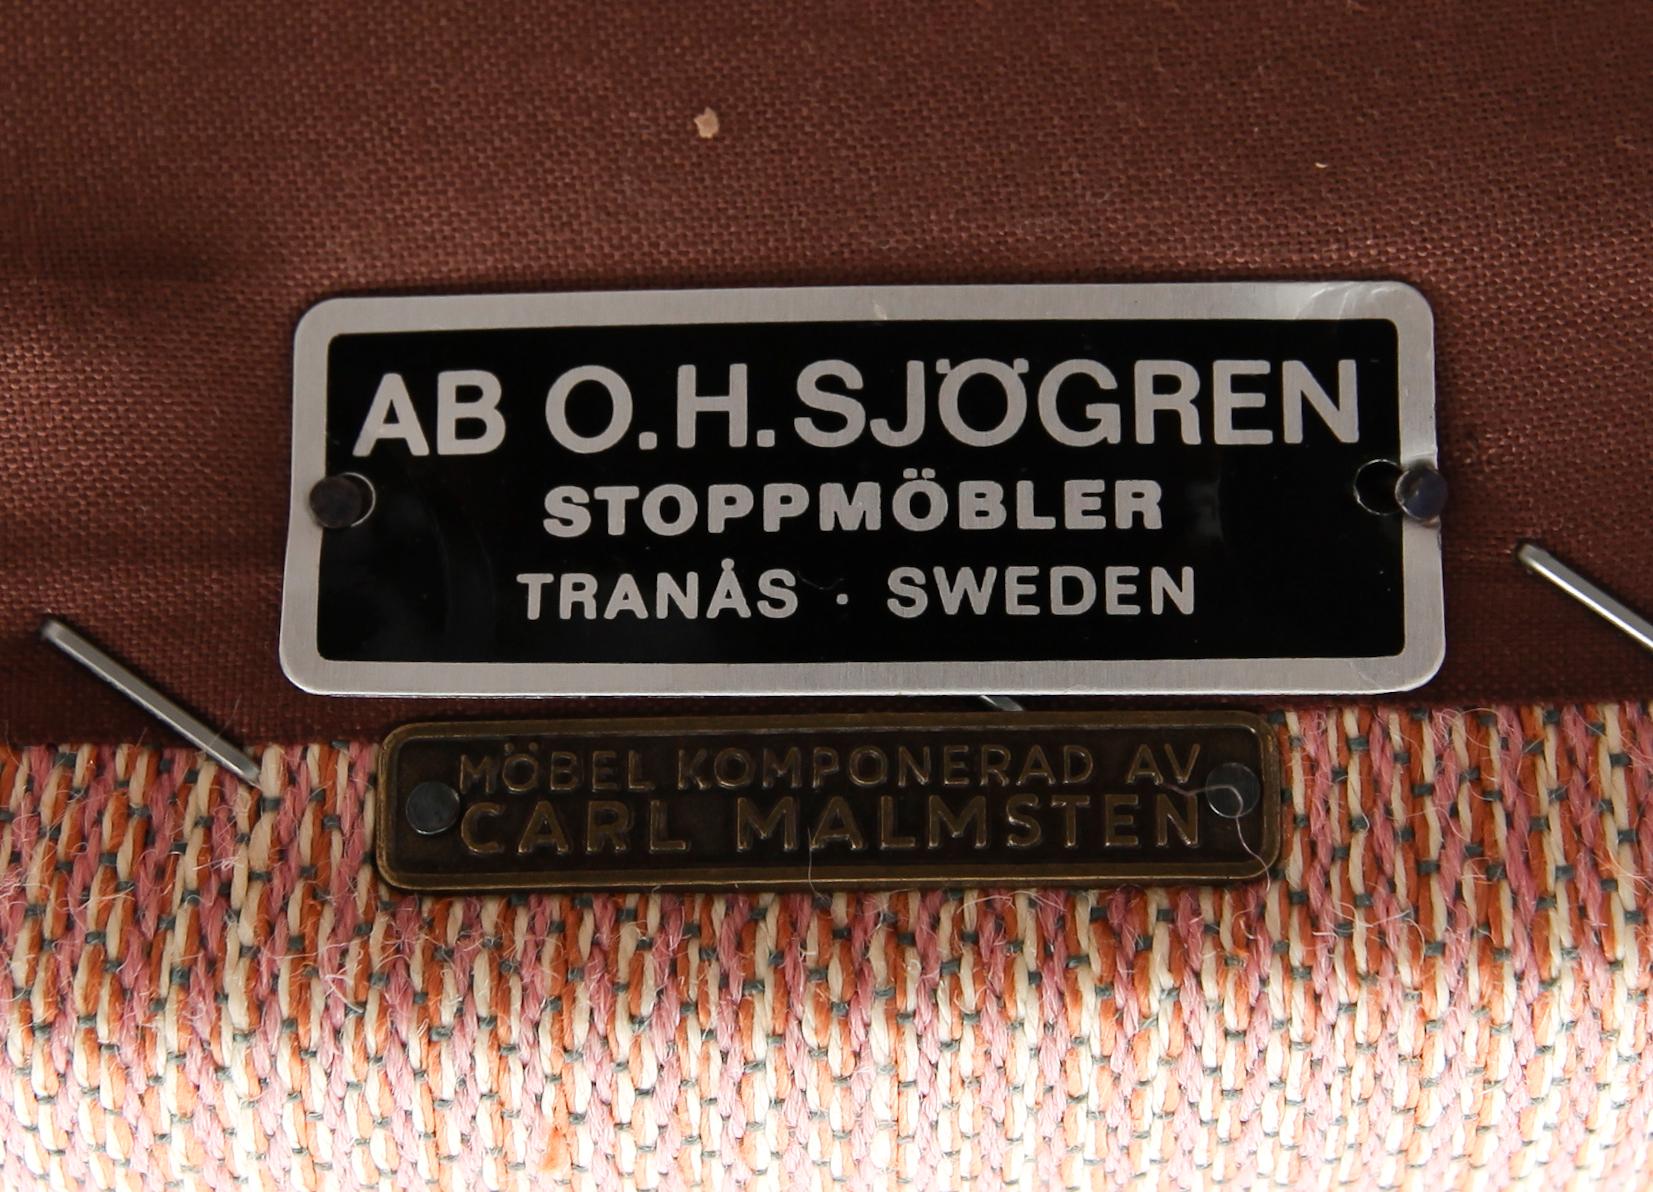 AB O.H. SJÖGREN
STOPPMÖBLER
TRANÅS · SWEDEN
MÖBEL KOMPONERAD AV
CARL MALMSTEN